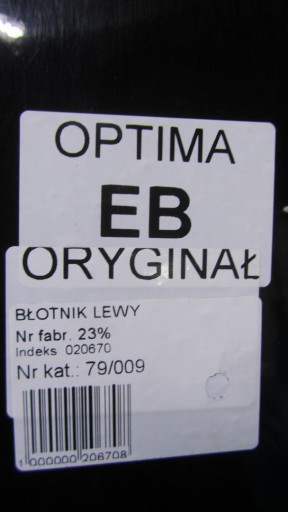 OPTIMA
EB
ORYGINAŁ
BŁOTNIK LEWY
Nr fabr. 23%
Indeks 020670
Nr kat.: 79/009
1 000000 206708